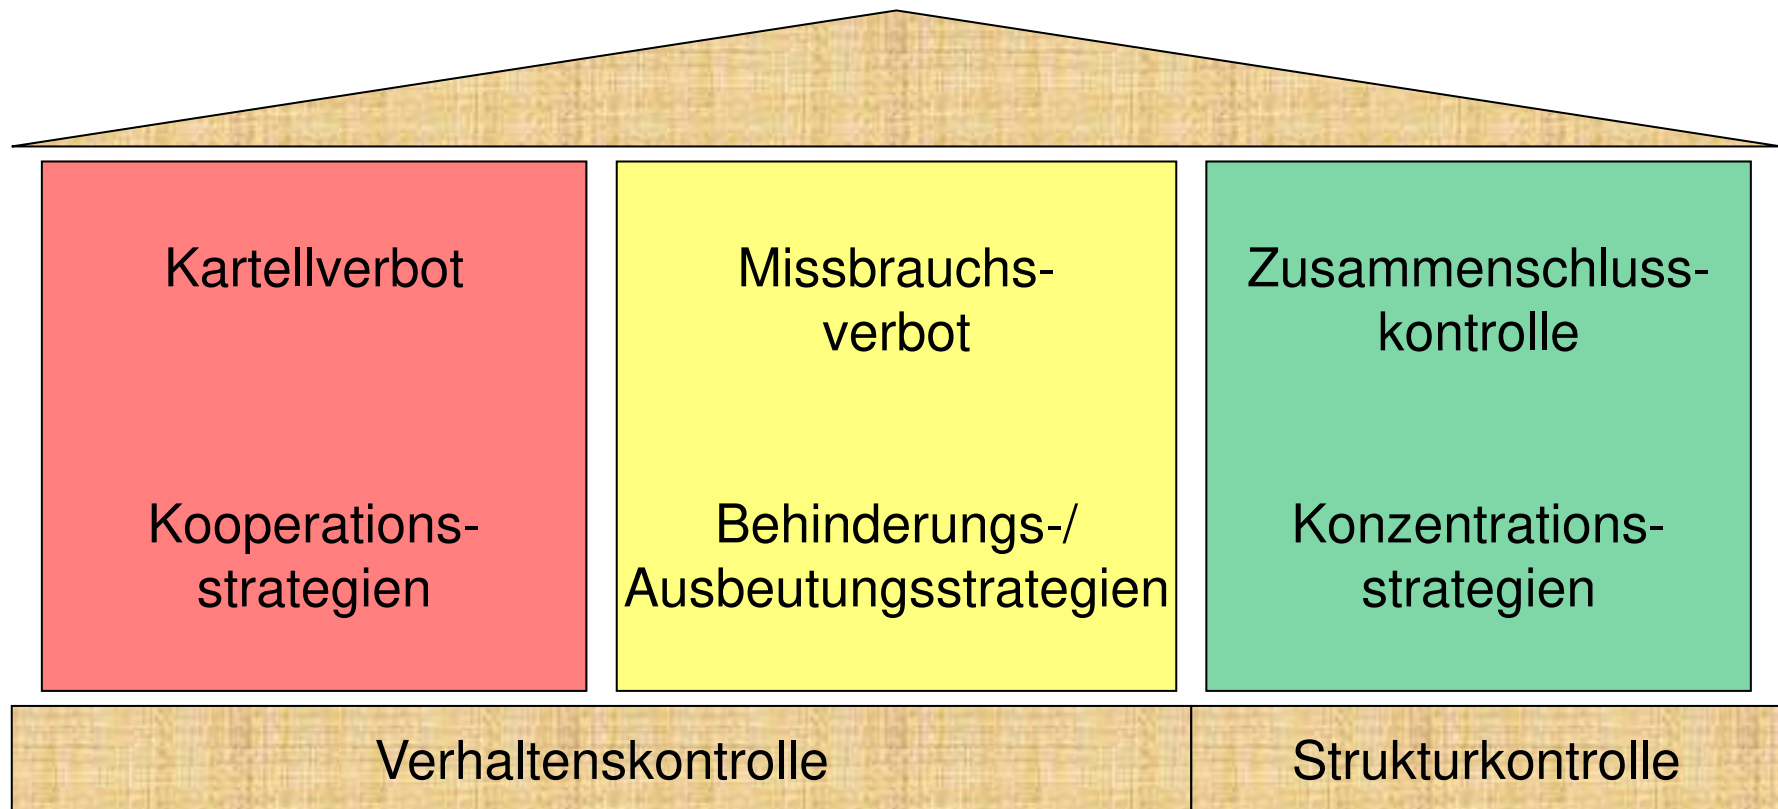 Kartellverbot
Kooperations-
strategien
Missbrauchs-
verbot
Behinderungs-/
Ausbeutungsstrategien
Zusammenschluss-
kontrolle
Konzentrations-
strategien
Verhaltenskontrolle
Strukturkontrolle